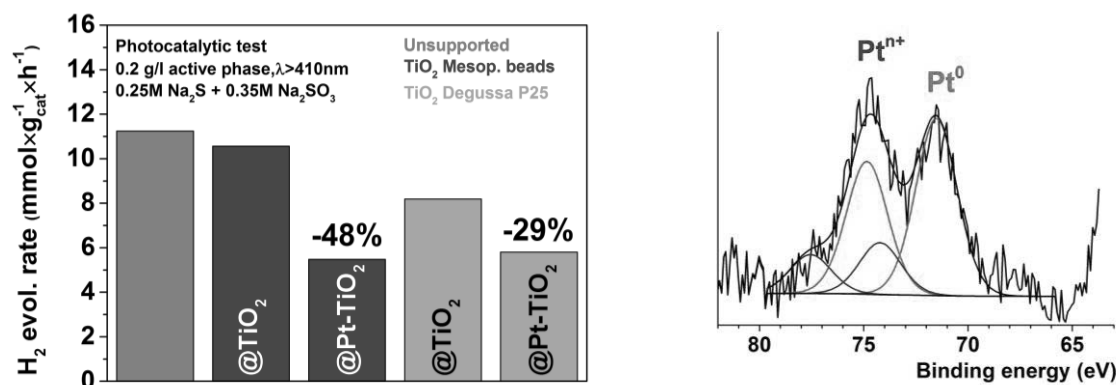 16
14
12
10
8
6
4
2
0
H₂ evol. rate (mmol×g⁻¹cat×h⁻¹)
Photocatalytic test
0.2 g/l active phase,λ>410nm
0.25M Na₂S + 0.35M Na₂SO₃
Unsupported
TiO₂ Mesop. beads
TiO₂ Degussa P25
-48%
-29%
@TiO₂
@Pt-TiO₂
@TiO₂
@Pt-TiO₂
Ptⁿ⁺
Pt⁰
80 75 70 65
Binding energy (eV)